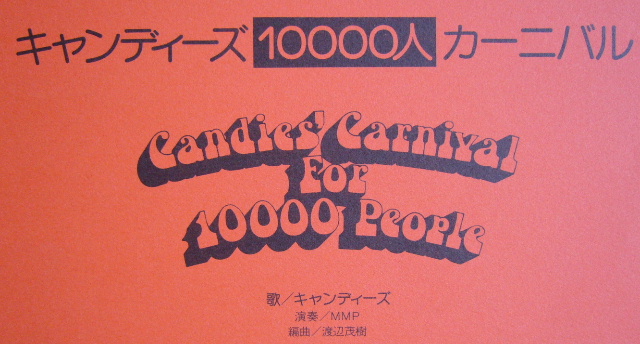 キャンディーズ 10000人 カーニバル
Candies' Carnival
For
10000 People
歌／キャンディーズ
演奏／MMP
編曲／渡辺茂樹